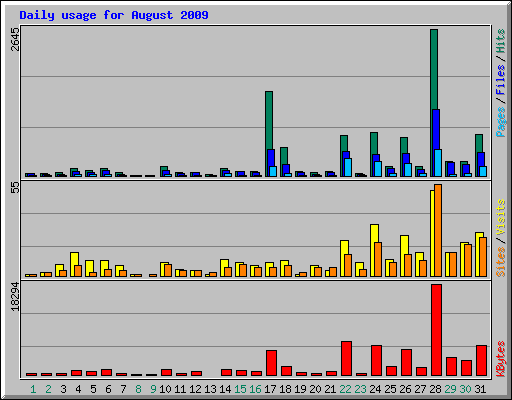 Daily usage for August 2009
2645
Pages / Files / Hits
55
Sites / Visits
18294
KBytes
1 2 3 4 5 6 7 8 9 10 11 12 13 14 15 16 17 18 19 20 21 22 23 24 25 26 27 28 29 30 31